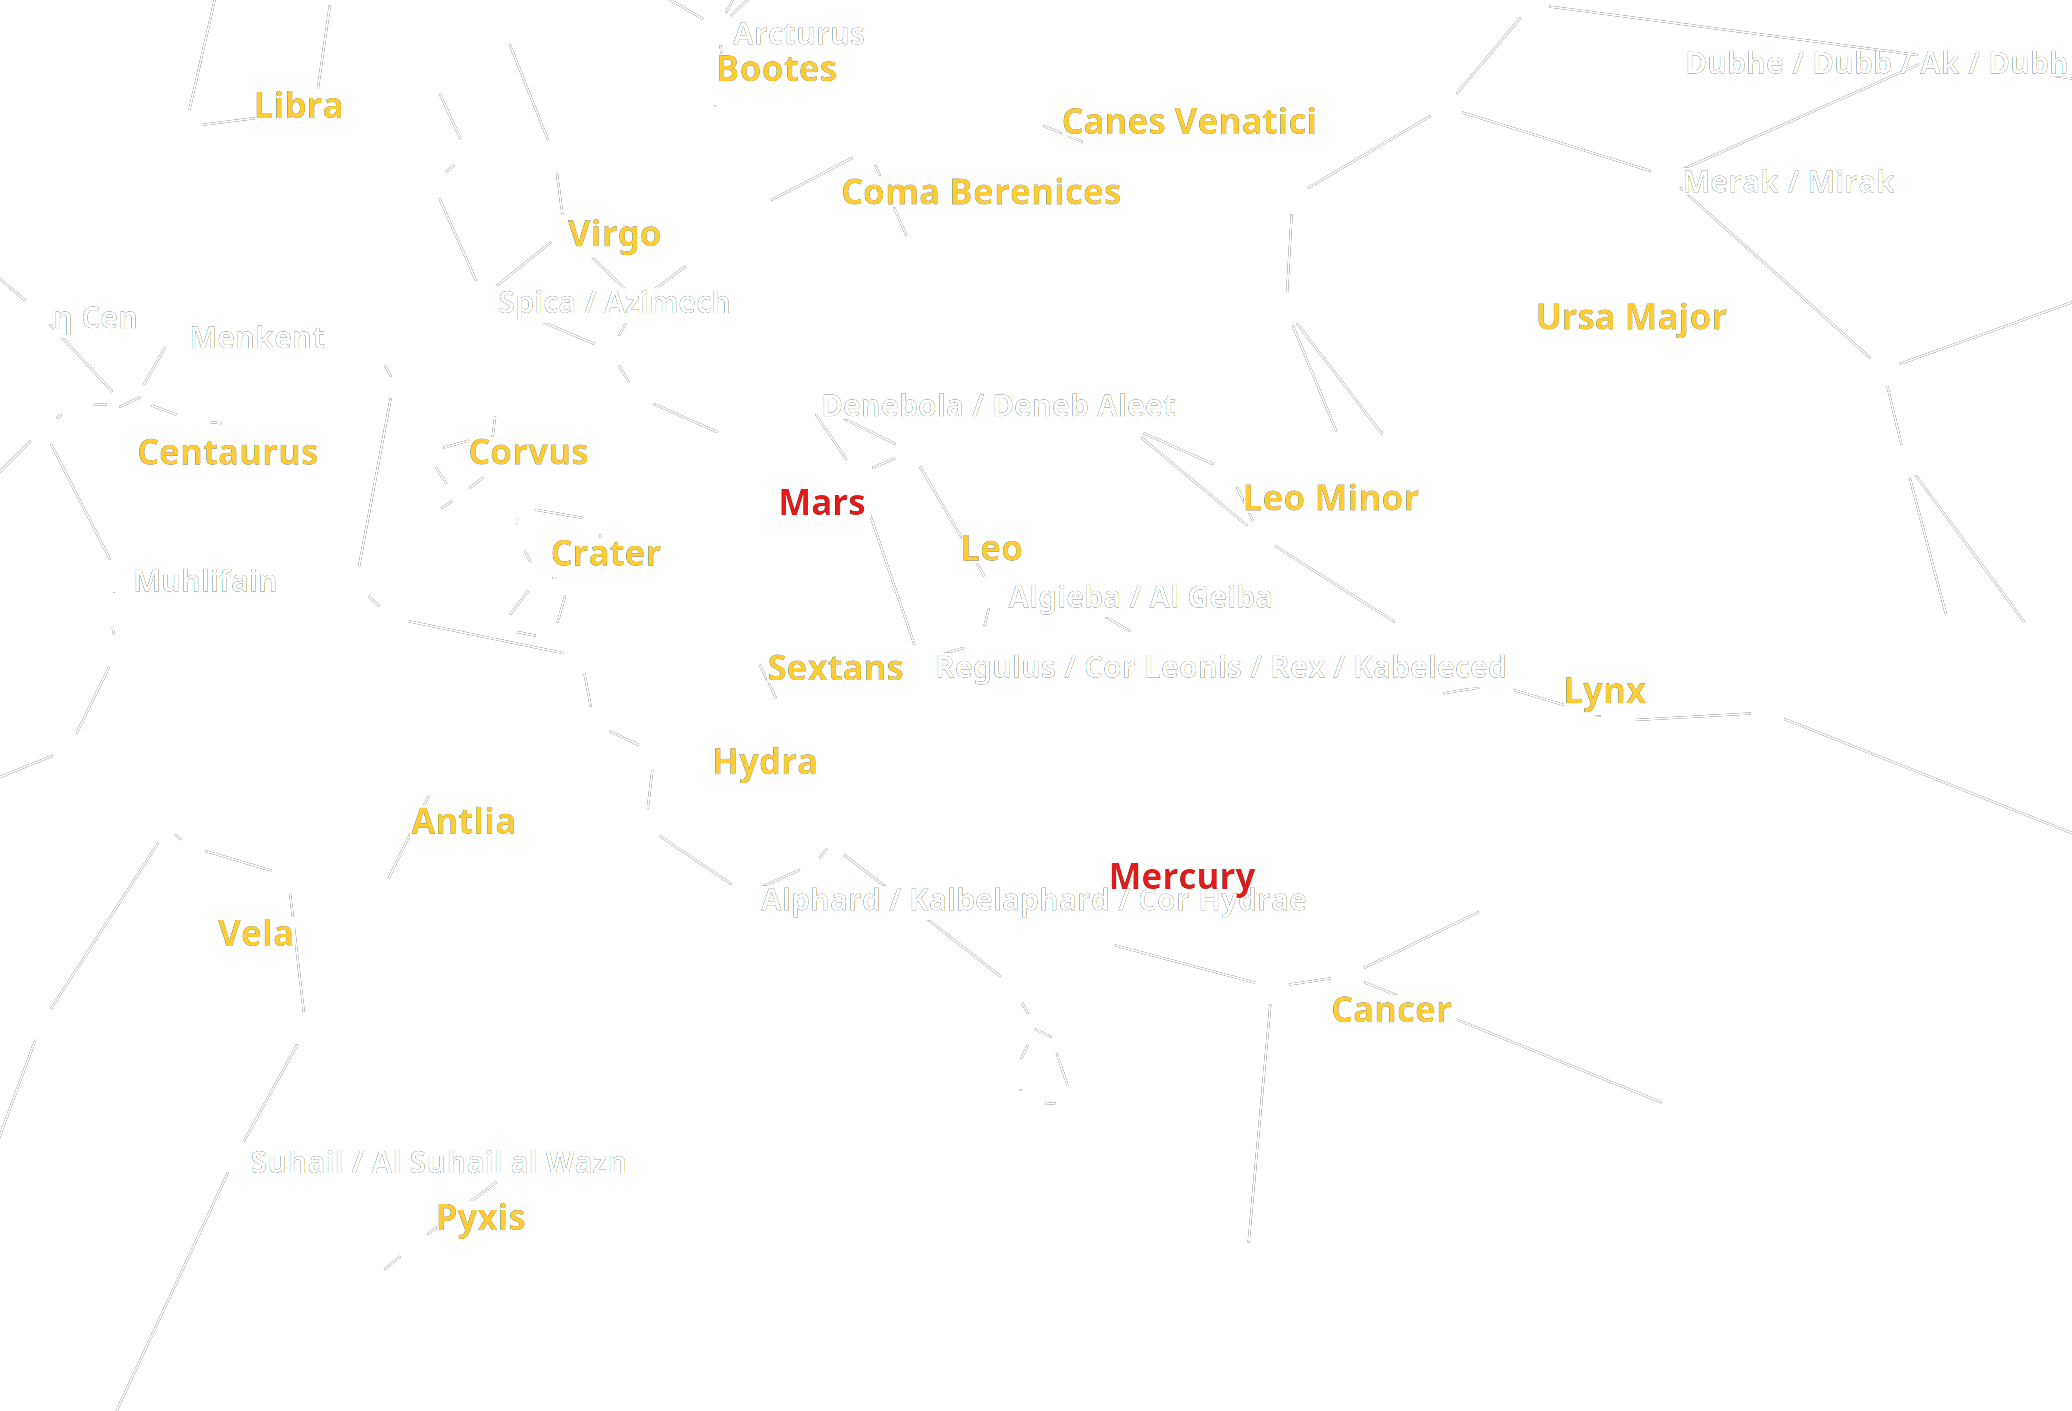 Arcturus
Bootes
Dubhe / Dubb / Ak / Dubh
Libra
Canes Venatici
Merak / Mirak
Coma Berenices
Virgo
Spica / Azimech
η Cen
Ursa Major
Menkent
Denebola / Deneb Aleet
Centaurus
Corvus
Mars
Leo Minor
Crater
Leo
Muhlifain
Algieba / Al Geiba
Sextans
Regulus / Cor Leonis / Rex / Kabeleced
Lynx
Hydra
Antlia
Mercury
Alphard / Kalbelaphard / Cor Hydrae
Vela
Cancer
Suhail / Al Suhail al Wazn
Pyxis